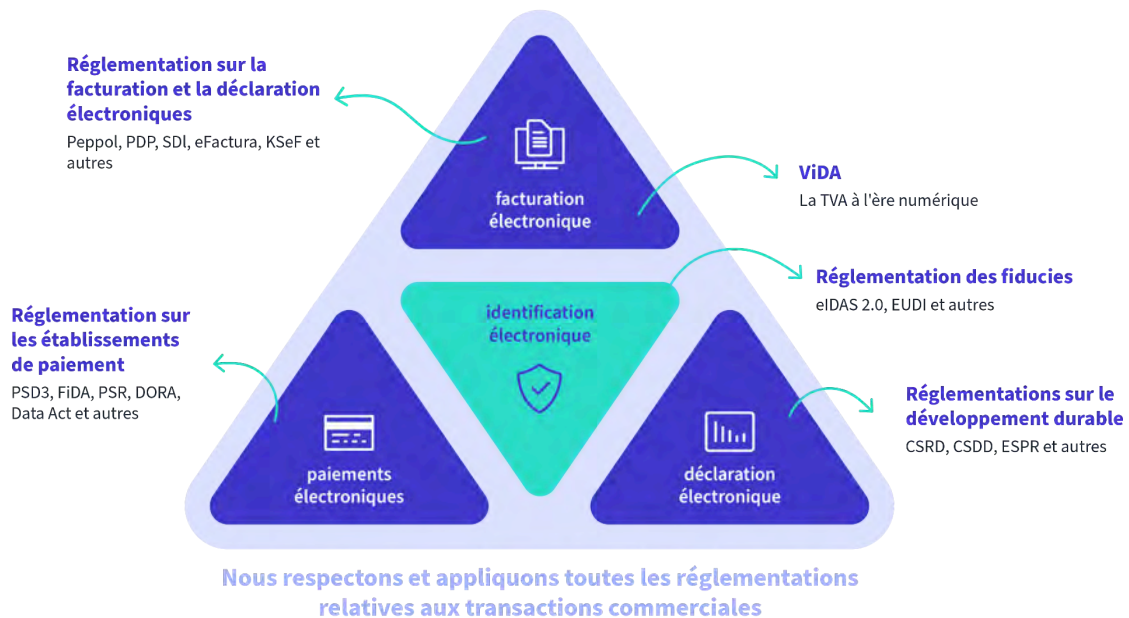 Réglementation sur la
facturation et la déclaration
électroniques
Peppol, PDP, SDl, eFactura, KSeF et
autres
facturation
électronique
ViDA
La TVA à l'ère numérique
Réglementation des fiducies
eIDAS 2.0, EUDI et autres
identification
électronique
Réglementation sur
les établissements
de paiement
PSD3, FiDA, PSR, DORA,
Data Act et autres
paiements
électroniques
déclaration
électronique
Réglementations sur le
développement durable
CSRD, CSDD, ESPR et autres
Nous respectons et appliquons toutes les réglementations
relatives aux transactions commerciales